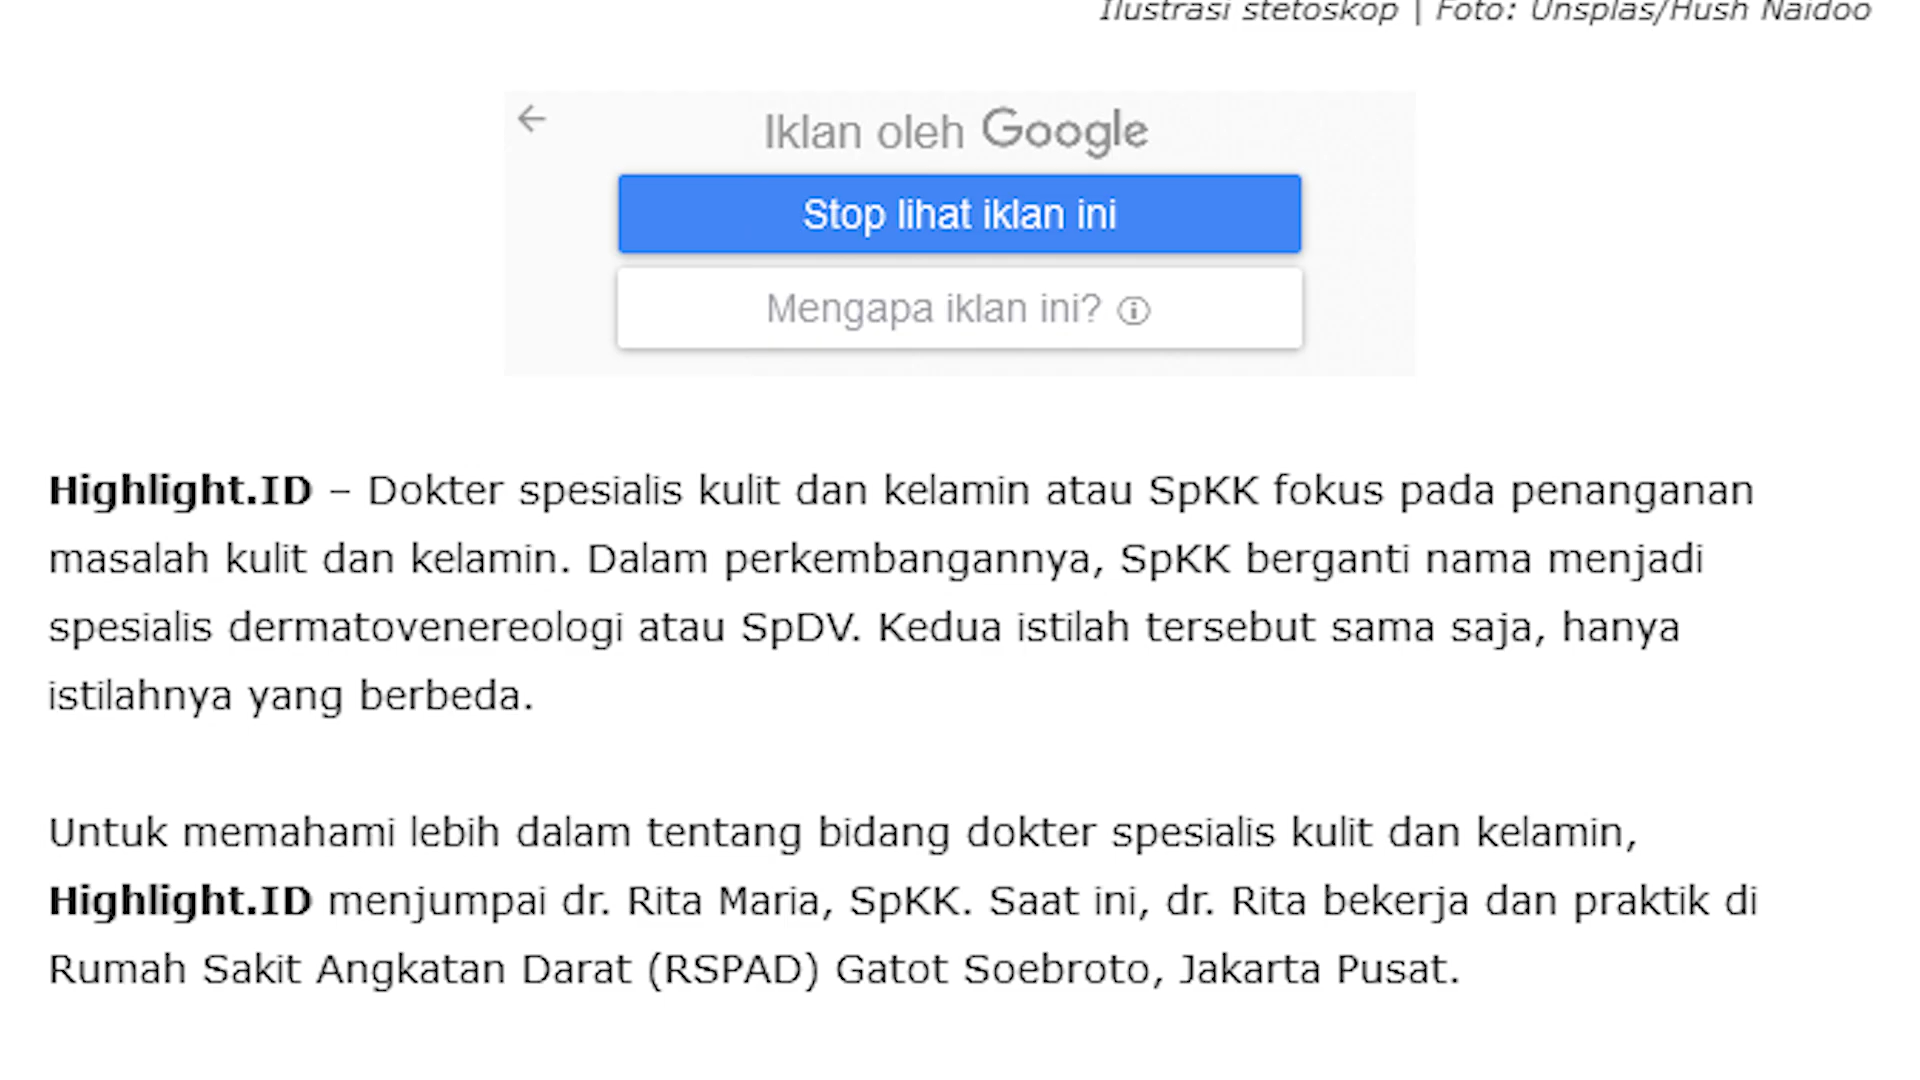 Ilustrasi stetoskop | Foto: Unsplas/Hush Naidoo
Iklan oleh Google
Stop lihat iklan ini
Mengapa iklan ini?
Highlight.ID – Dokter spesialis kulit dan kelamin atau SpKK fokus pada penanganan
masalah kulit dan kelamin. Dalam perkembangannya, SpKK berganti nama menjadi
spesialis dermatovenereologi atau SpDV. Kedua istilah tersebut sama saja, hanya
istilahnya yang berbeda.
Untuk memahami lebih dalam tentang bidang dokter spesialis kulit dan kelamin,
Highlight.ID menjumpai dr. Rita Maria, SpKK. Saat ini, dr. Rita bekerja dan praktik di
Rumah Sakit Angkatan Darat (RSPAD) Gatot Soebroto, Jakarta Pusat.